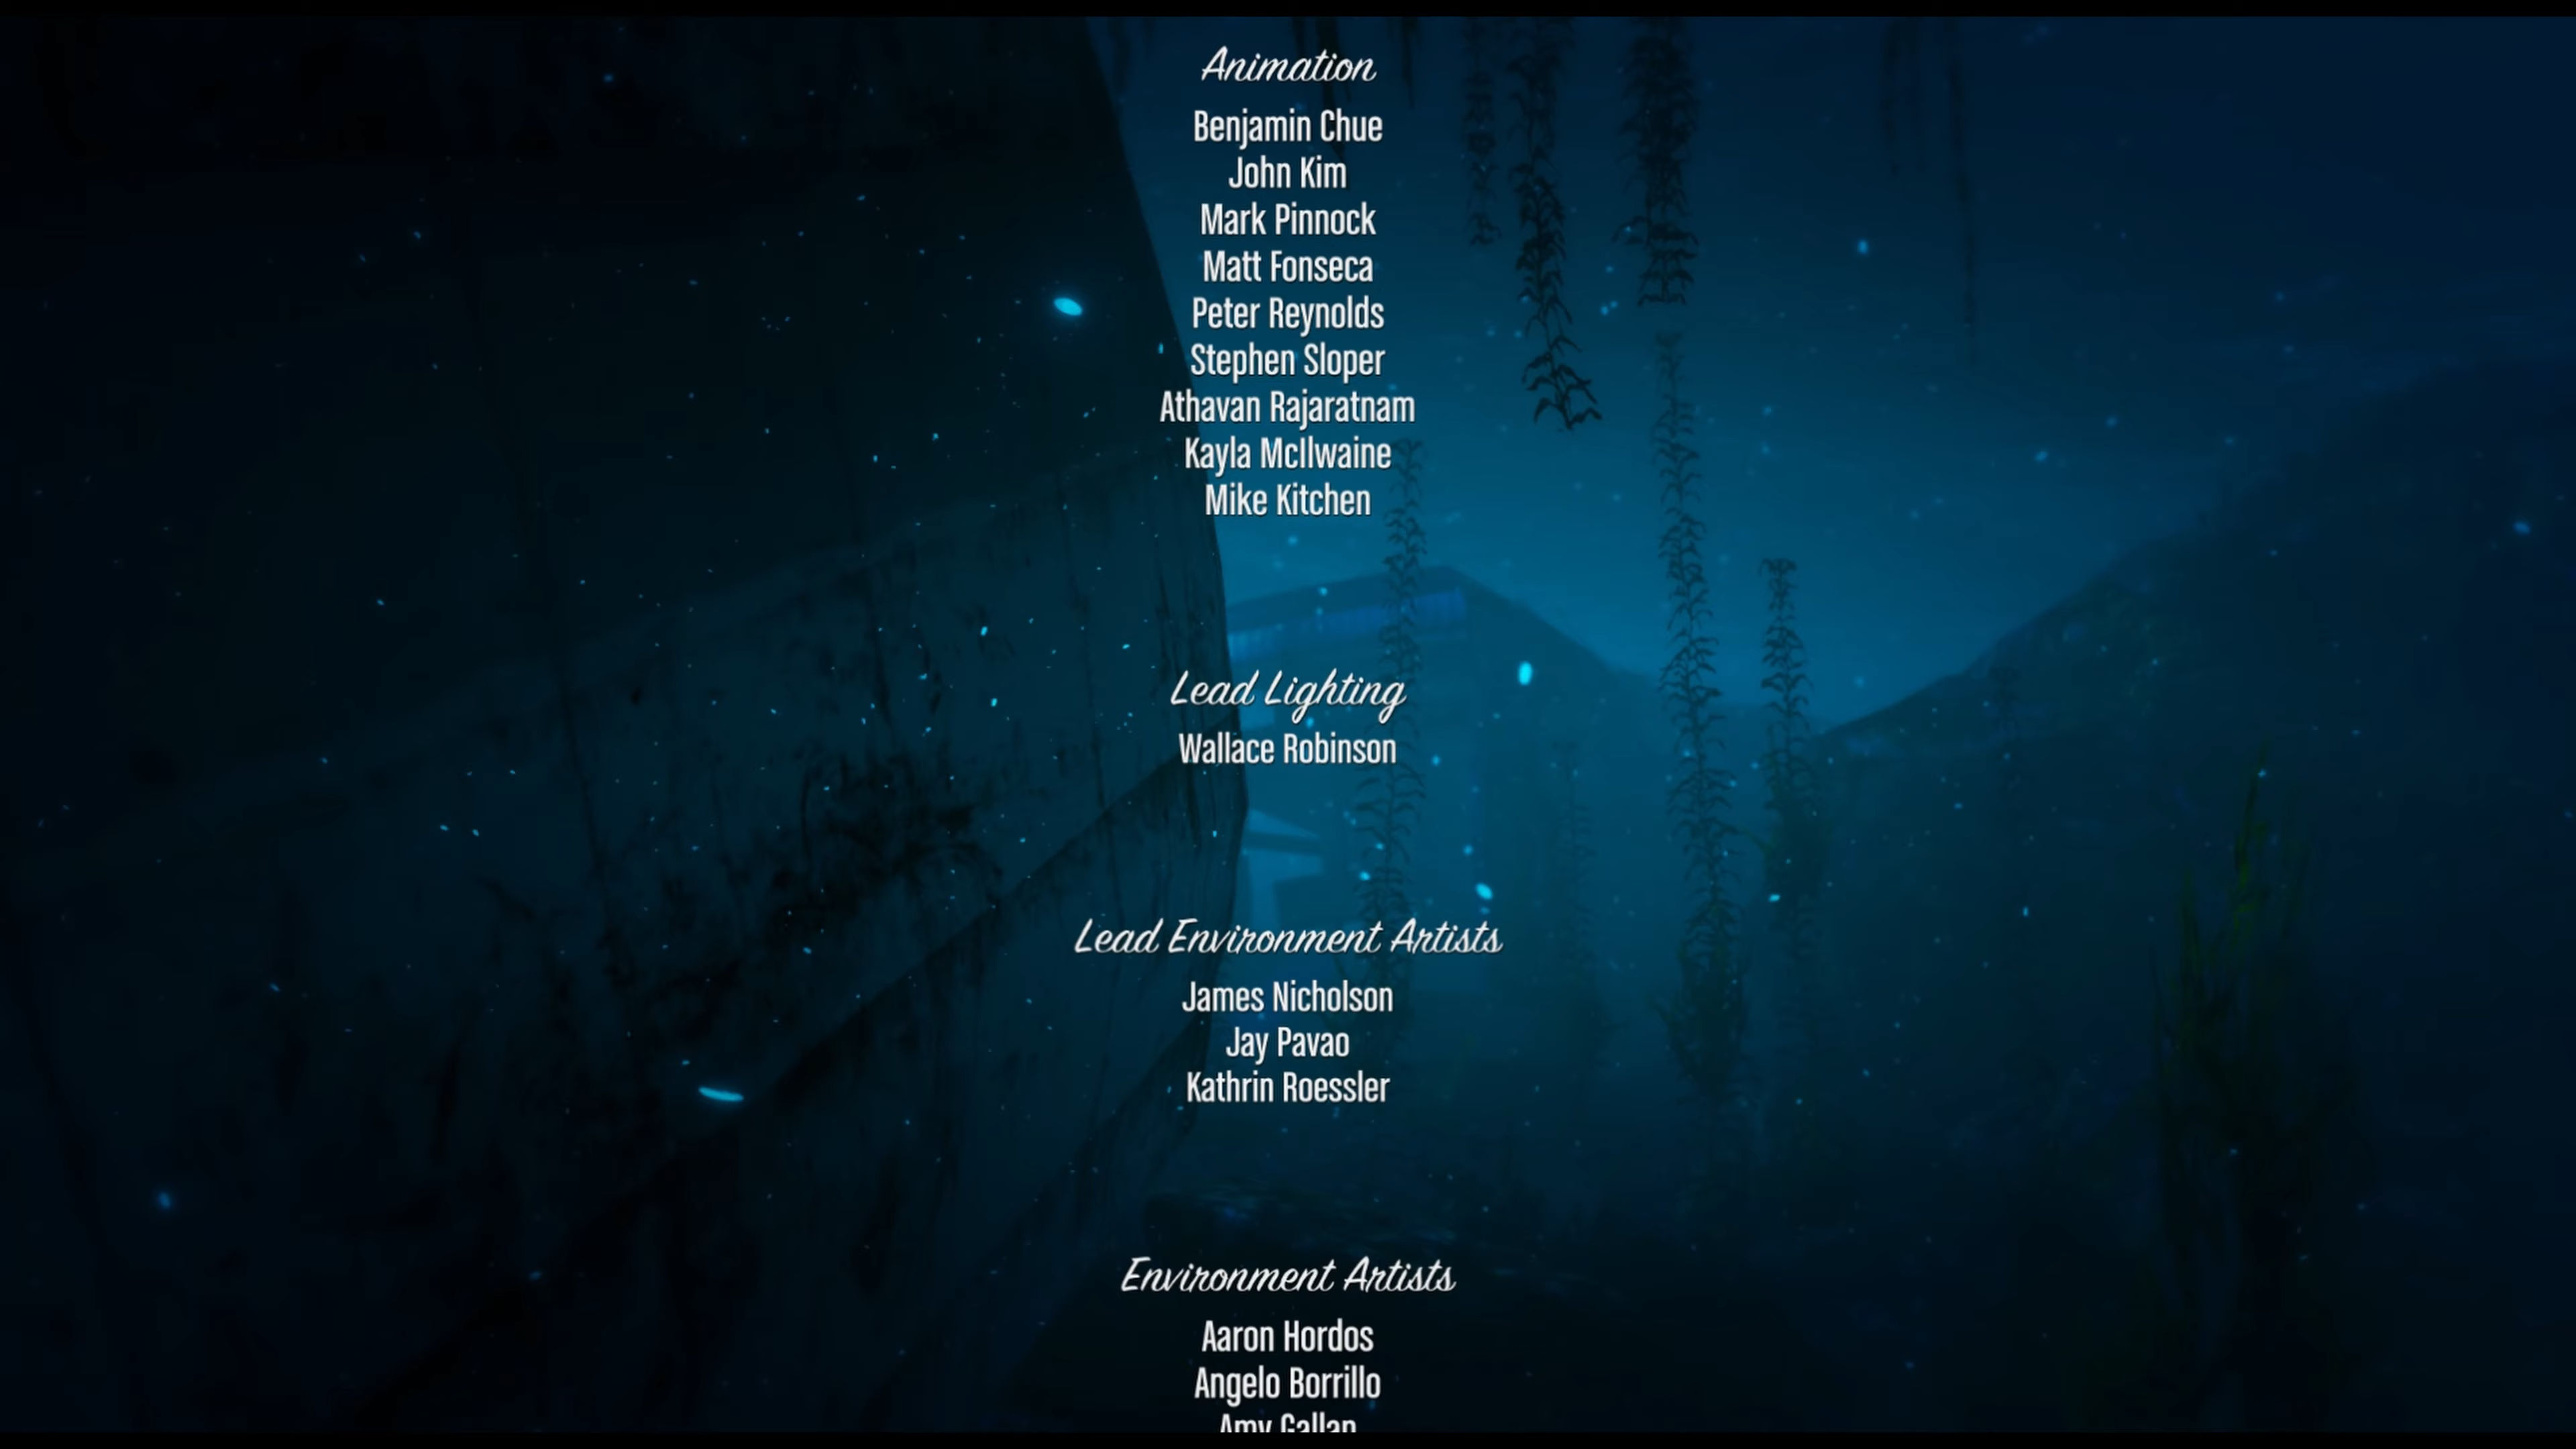 Animation
Benjamin Chue
John Kim
Mark Pinnock
Matt Fonseca
Peter Reynolds
Stephen Sloper
Athavan Rajaratnam
Kayla McIlwaine
Mike Kitchen
Lead Lighting
Wallace Robinson
Lead Environment Artists
James Nicholson
Jay Pavao
Kathrin Roessler
Environment Artists
Aaron Hordos
Angelo Borrillo
Amy